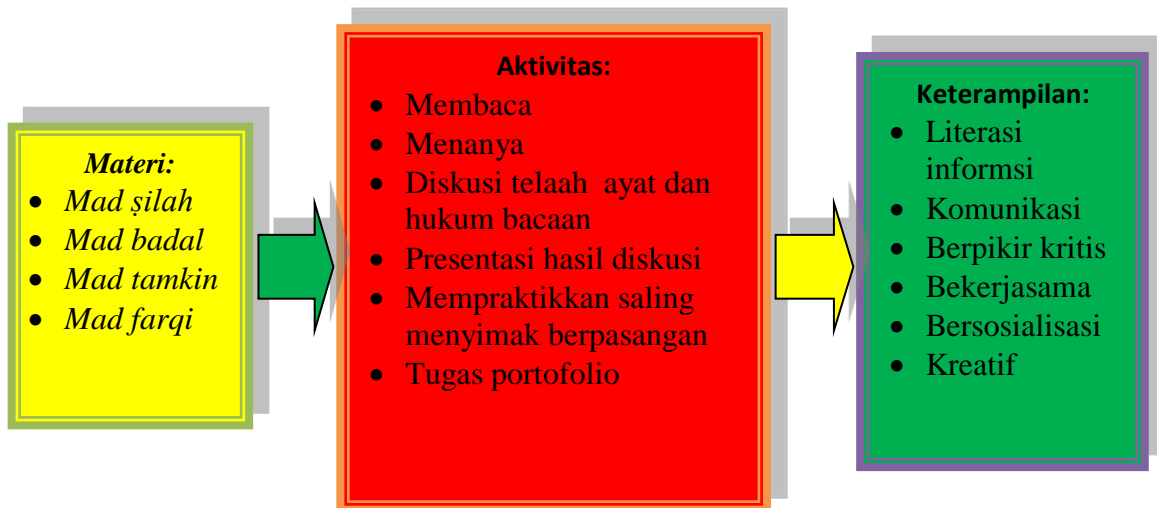 Materi:
• Mad ṣilah
• Mad badal
• Mad tamkin
• Mad farqi
Aktivitas:
• Membaca
• Menanya
• Diskusi telaah ayat dan
hukum bacaan
• Presentasi hasil diskusi
• Mempraktikkan saling
menyimak berpasangan
• Tugas portofolio
Keterampilan:
• Literasi
informsi
• Komunikasi
• Berpikir kritis
• Bekerjasama
• Bersosialisasi
• Kreatif